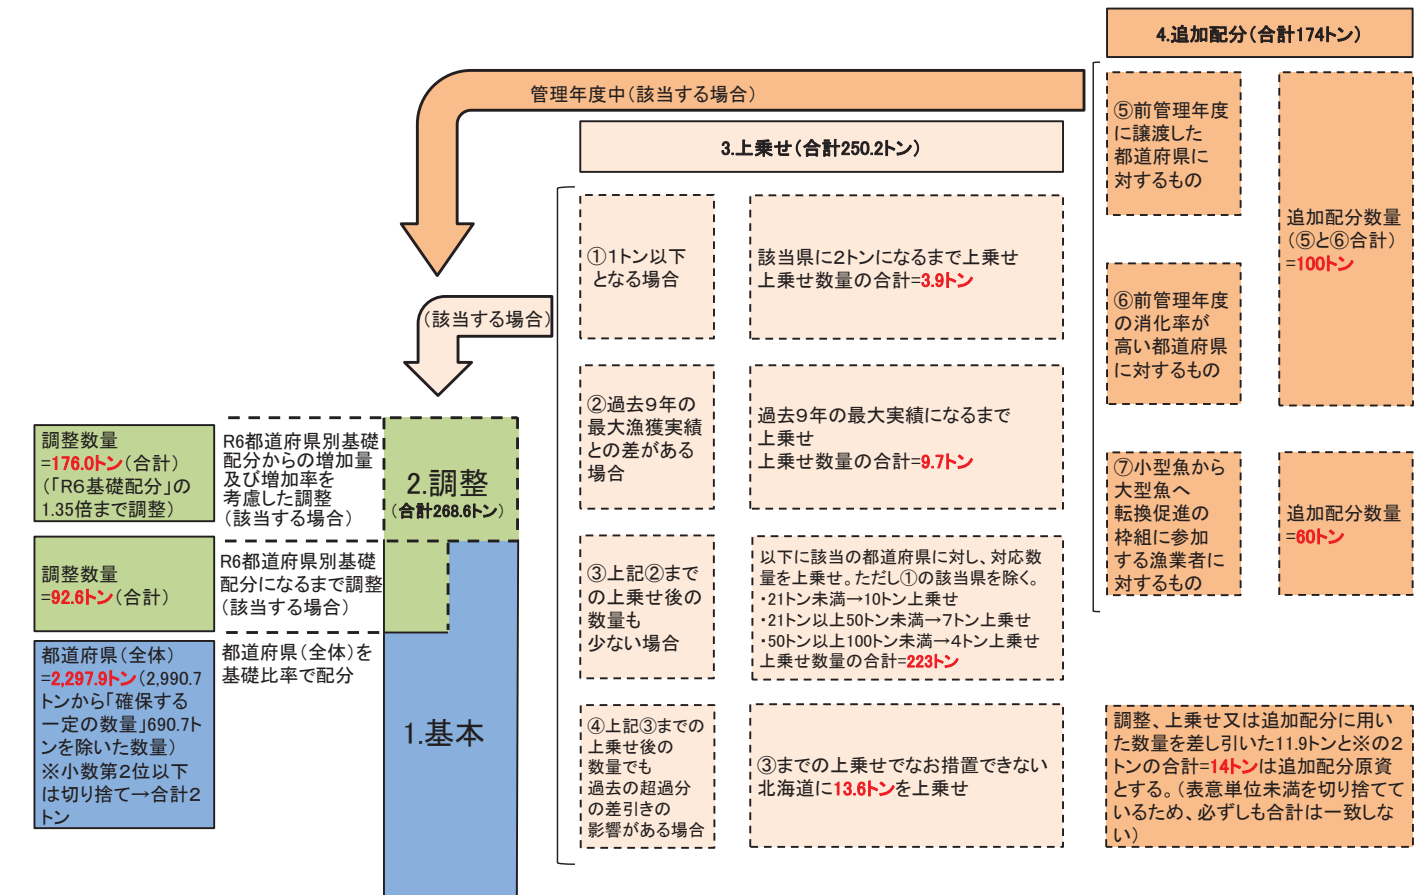 4.追加配分(合計174トン)
管理年度中(該当する場合)
⑤前管理年度
に譲渡した
都道府県に
対するもの
追加配分数量
(⑤と⑥合計)
=100トン
⑥前管理年度
の消化率が
高い都道府県
に対するもの
⑦小型魚から
大型魚へ
転換促進の
枠組に参加
する漁業者に
対するもの
追加配分数量
=60トン
調整、上乗せ又は追加配分に用い
た数量を差し引いた11.9トンと※の2
トンの合計=14トンは追加配分原資
とする。(表意単位未満を切り捨てて
いるため、必ずしも合計は一致しな
い)
3.上乗せ(合計250.2トン)
(該当する場合)
①1トン以下
となる場合
該当県に2トンになるまで上乗せ
上乗せ数量の合計=3.9トン
②過去9年の
最大漁獲実績
との差がある
場合
過去9年の最大実績になるまで
上乗せ
上乗せ数量の合計=9.7トン
③上記②まで
の上乗せ後の
数量も
少ない場合
以下に該当の都道府県に対し、対応数
量を上乗せ。ただし①の該当県を除く。
・21トン未満→10トン上乗せ
・21トン以上50トン未満→7トン上乗せ
・50トン以上100トン未満→4トン上乗せ
上乗せ数量の合計=223トン
④上記③までの
上乗せ後の
数量でも
過去の超過分
の差引きの
影響がある場合
③までの上乗せでなお措置できない
北海道に13.6トンを上乗せ
調整数量
=176.0トン(合計)
(「R6基礎配分」の
1.35倍まで調整)
R6都道府県別基礎
配分からの増加量
及び増加率を
考慮した調整
(該当する場合)
2.調整
(合計268.6トン)
調整数量
=92.6トン(合計)
R6都道府県別基礎
配分になるまで調整
(該当する場合)
都道府県(全体)
=2,297.9トン(2,990.7
トンから「確保する
一定の数量」690.7ト
ンを除いた数量)
※小数第2位以下
は切り捨て→合計2
トン
都道府県(全体)を
基礎比率で配分
1.基本